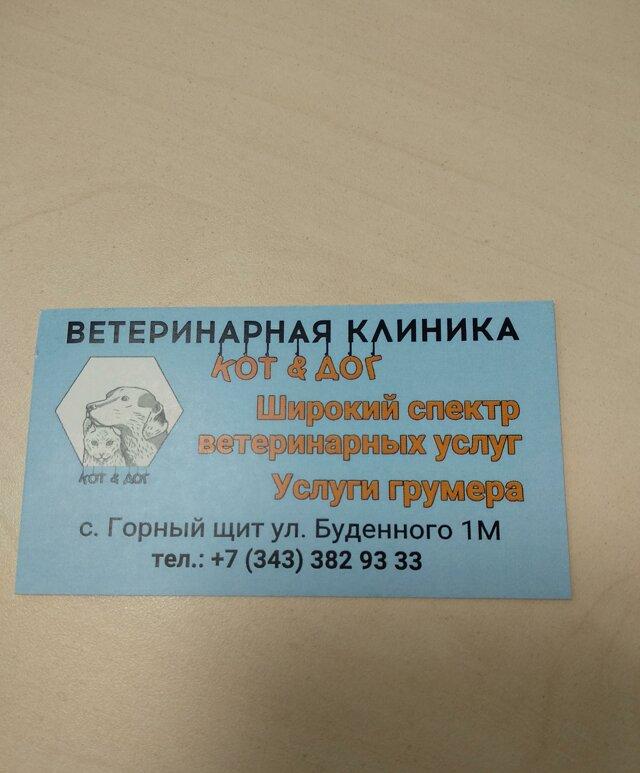 ВЕТЕРИНАРНАЯ КЛИНИКА
КОТ & ДОГ
Широкий спектр
ветеринарных услуг
КОТ & ДОГ
Услуги грумера
с. Горный щит ул. Буденного 1М
тел.: +7 (343) 382 93 33